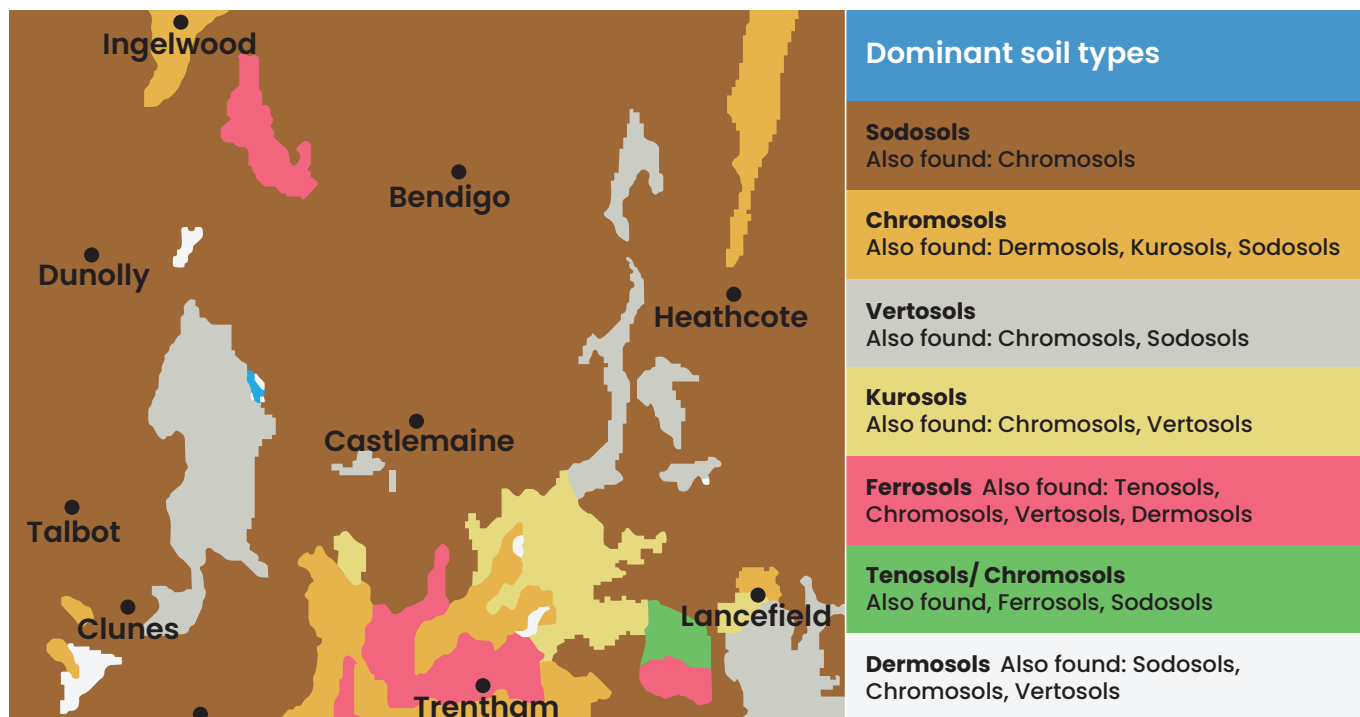 Ingelwood
Bendigo
Dunolly
Heathcote
Castlemaine
Talbot
Clunes
Lancefield
Trentham
Dominant soil types
Sodosols
Also found: Chromosols
Chromosols
Also found: Dermosols, Kurosols, Sodosols
Vertosols
Also found: Chromosols, Sodosols
Kurosols
Also found: Chromosols, Vertosols
Ferrosols Also found: Tenosols,
Chromosols, Vertosols, Dermosols
Tenosols/ Chromosols
Also found, Ferrosols, Sodosols
Dermosols Also found: Sodosols,
Chromosols, Vertosols